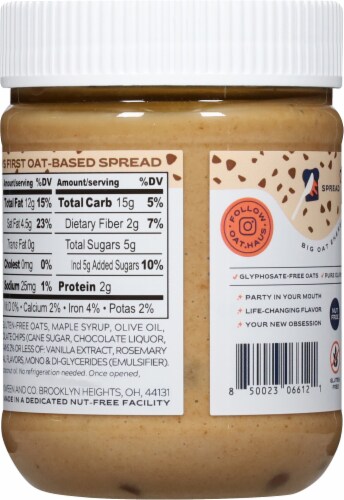 FIRST OAT-BASED SPREAD
Amount/serving %DV
Total Fat 12g 15%
Sat Fat 4.5g 23%
Trans Fat 0g
Cholest 0mg 0%
Sodium 25mg 1%
Amount/serving %DV
Total Carb 15g 5%
Dietary Fiber 2g 7%
Total Sugars 5g
Incl 5g Added Sugars 10%
Protein 2g
0% • Calcium 2% • Iron 4% • Potas 2%
GLUTEN-FREE OATS, MAPLE SYRUP, OLIVE OIL,
CHIPS (CANE SUGAR, CHOCOLATE LIQUOR,
2% OR LESS OF: VANILLA EXTRACT, ROSEMARY
FLAVORS, MONO & DI-GLYCERIDES (EMULSIFIER).
No refrigeration needed. Once opened,
AND CO. BROOKLYN HEIGHTS, OH, 44131
MADE IN A DEDICATED NUT-FREE FACILITY
SPREAD
FOLLOW
OAT.HAUS
BIG OAT
✓ GLYPHOSATE-FREE OATS ✓ PURE
✓ PARTY IN YOUR MOUTH
✓ LIFE-CHANGING FLAVOR
✓ YOUR NEW OBSESSION
NUT
FREE
8 50023 06612 1